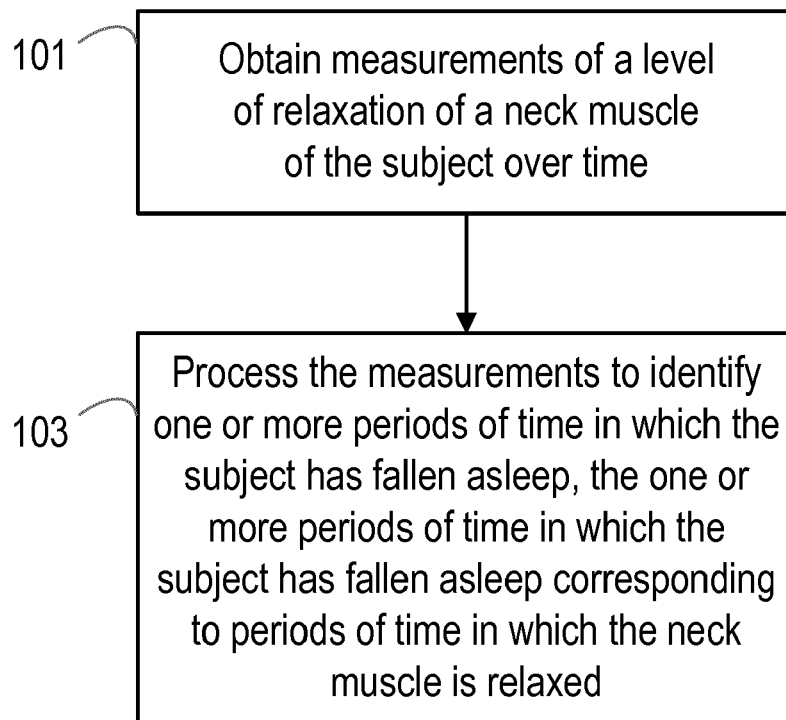 101
Obtain measurements of a level
of relaxation of a neck muscle
of the subject over time
103
Process the measurements to identify
one or more periods of time in which the
subject has fallen asleep, the one or
more periods of time in which the
subject has fallen asleep corresponding
to periods of time in which the neck
muscle is relaxed